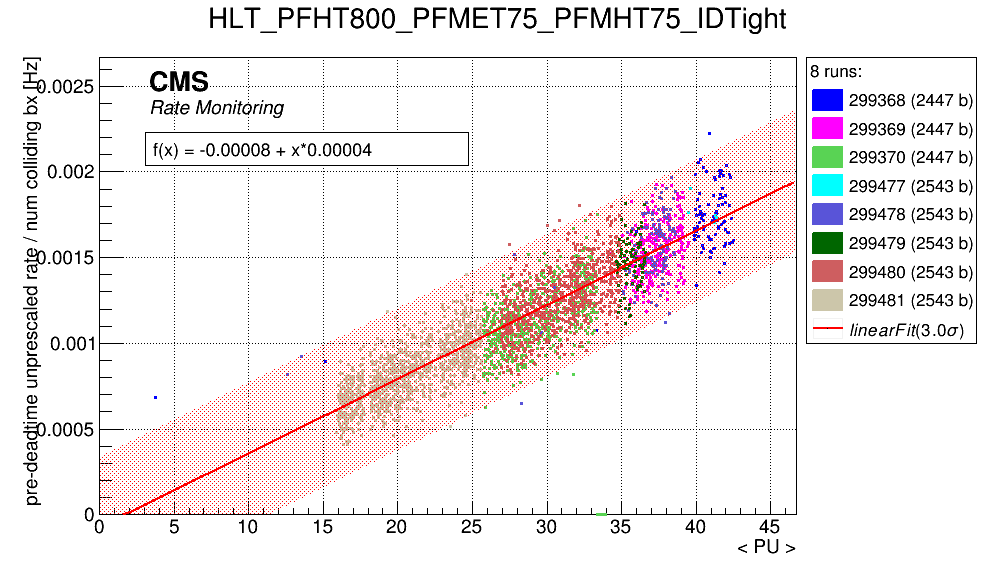 HLT_PFHT800_PFMET75_PFMHT75_IDTight
pre-deadtime unprescaled rate / num colliding bx [Hz]
CMS
Rate Monitoring
f(x) = -0.00008 + x*0.00004
0.0025
0.002
0.0015
0.001
0.0005
0
0 5 10 15 20 25 30 35 40 45
< PU >
8 runs:
299368 (2447 b)
299369 (2447 b)
299370 (2447 b)
299477 (2543 b)
299478 (2543 b)
299479 (2543 b)
299480 (2543 b)
299481 (2543 b)
linearFit(3.0σ)